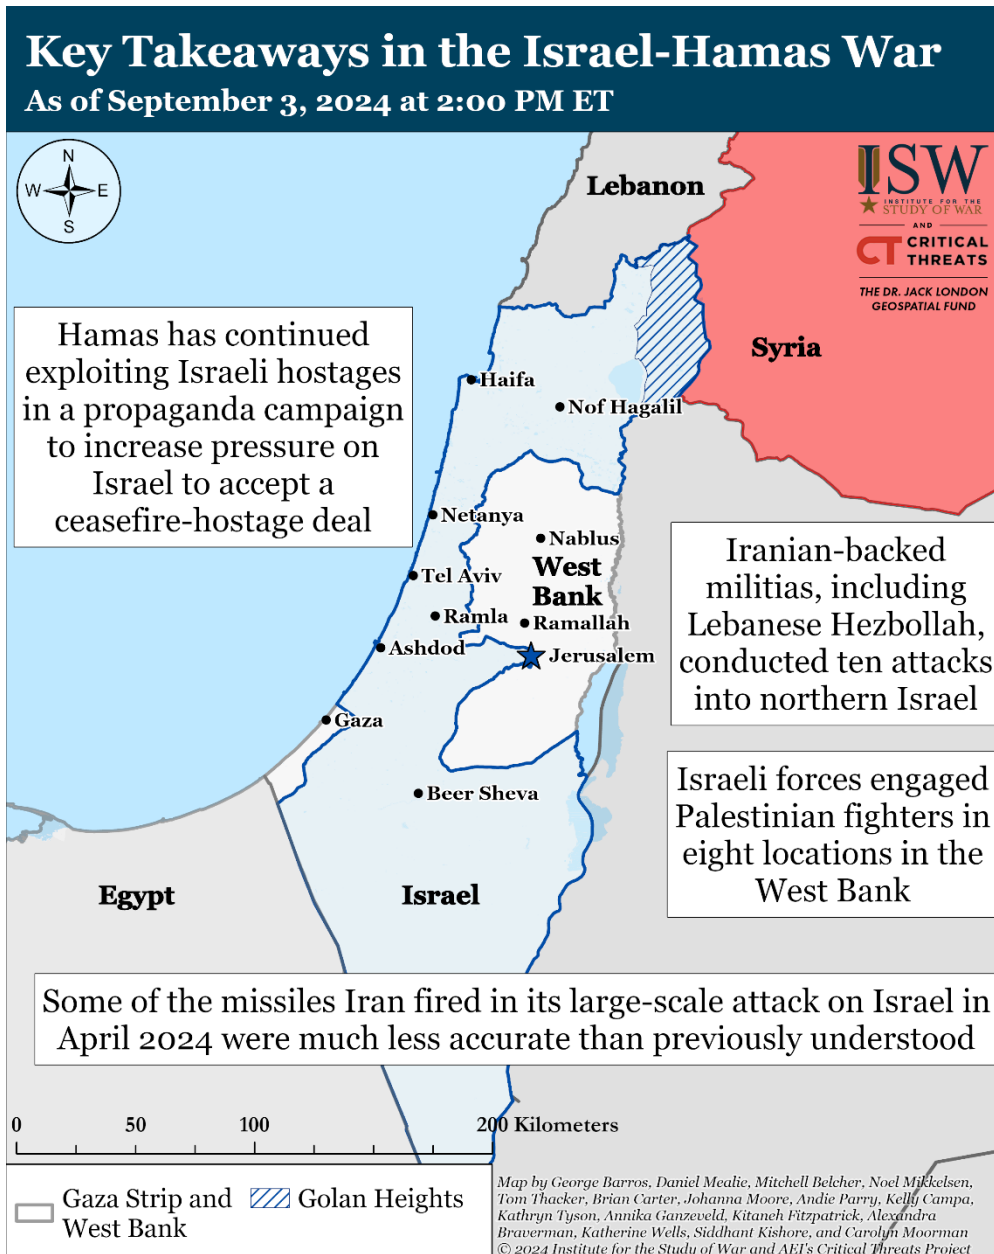 Key Takeaways in the Israel-Hamas War
As of September 3, 2024 at 2:00 PM ET
N
W
E
S
Lebanon
ISW
INSTITUTE FOR THE
STUDY OF WAR
AND
CT CRITICAL
THREATS
THE DR. JACK LONDON
GEOSPATIAL FUND
Hamas has continued
exploiting Israeli hostages
in a propaganda campaign
to increase pressure on
Israel to accept a
ceasefire-hostage deal
Syria
Haifa
Nof Hagalil
Netanya
Nablus
West
Bank
Tel Aviv
Ramla
Ramallah
Ashdod
Jerusalem
Gaza
Beer Sheva
Iranian-backed
militias, including
Lebanese Hezbollah,
conducted ten attacks
into northern Israel
Israeli forces engaged
Palestinian fighters in
eight locations in the
West Bank
Egypt
Israel
Some of the missiles Iran fired in its large-scale attack on Israel in
April 2024 were much less accurate than previously understood
0 50 100 200 Kilometers
Gaza Strip and
West Bank
Golan Heights
Map by George Barros, Daniel Mealie, Mitchell Belcher, Noel Mikkelsen,
Tom Thacker, Brian Carter, Johanna Moore, Andie Parry, Kelly Campa,
Kathryn Tyson, Annika Ganzeveld, Kitaneh Fitzpatrick, Alexandra
Braverman, Katherine Wells, Siddhant Kishore, and Carolyn Moorman
© 2024 Institute for the Study of War and AEI's Critical Threats Project